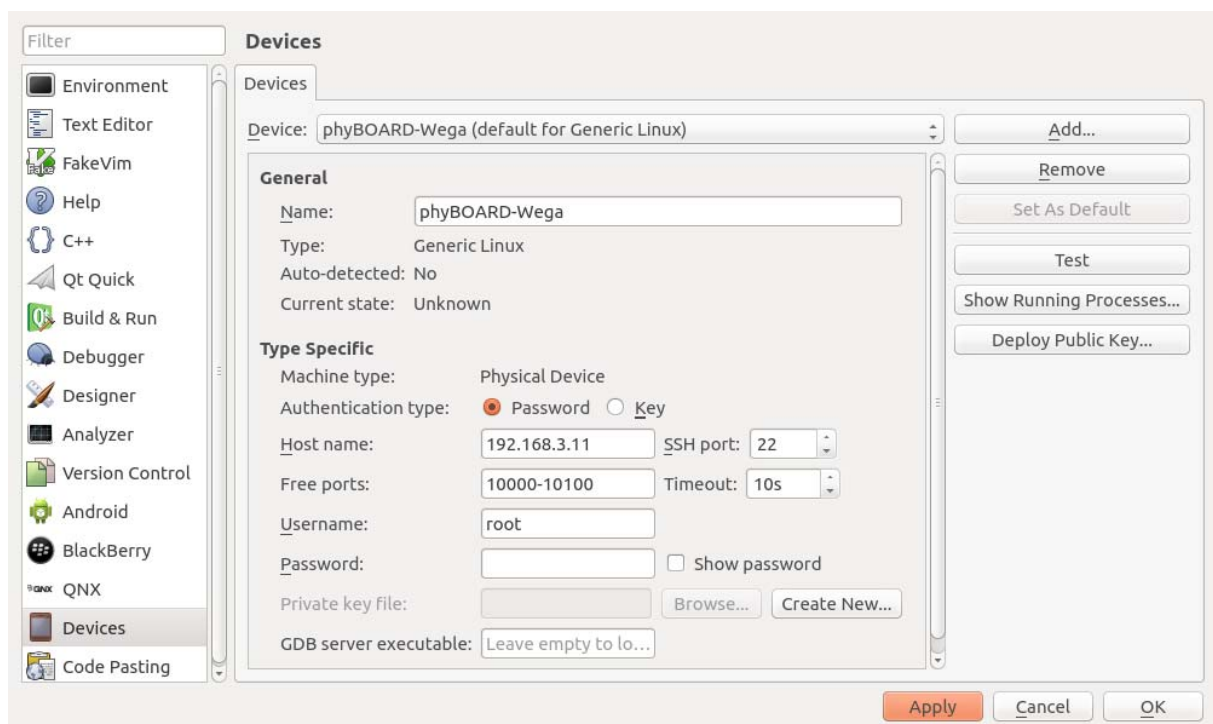 Filter
Environment
Text Editor
FakeVim
Help
C++
Qt Quick
Build & Run
Debugger
Designer
Analyzer
Version Control
Android
BlackBerry
QNX
Devices
Code Pasting
Devices
Devices
Device: phyBOARD-Wega (default for Generic Linux)
General
Name: phyBOARD-Wega
Type: Generic Linux
Auto-detected: No
Current state: Unknown
Type Specific
Machine type: Physical Device
Authentication type: Password Key
Host name: 192.168.3.11 SSH port: 22
Free ports: 10000-10100 Timeout: 10s
Username: root
Password: Show password
Private key file: Browse... Create New...
GDB server executable: Leave empty to lo...
Add...
Remove
Set As Default
Test
Show Running Processes...
Deploy Public Key...
Apply Cancel OK